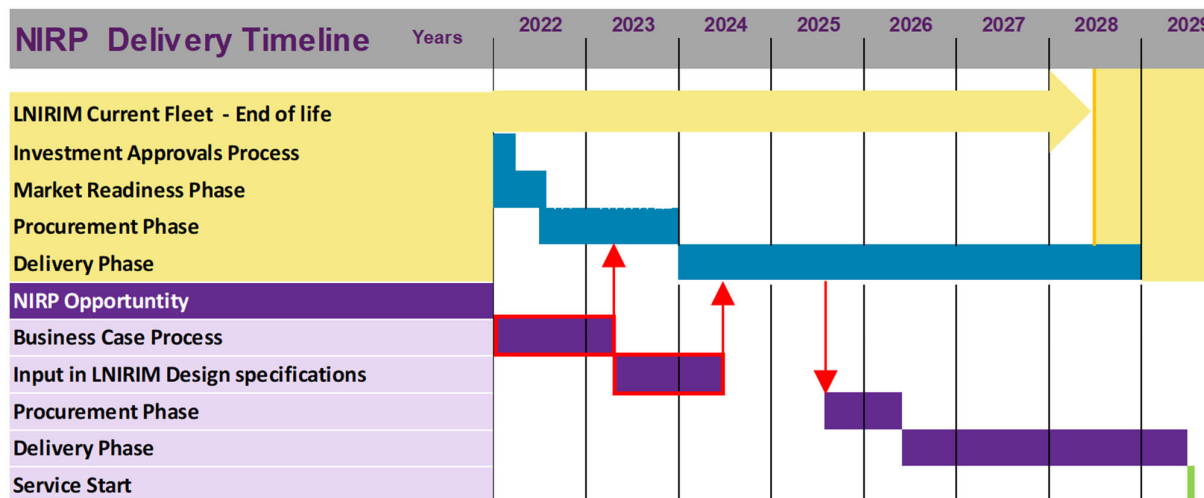 NIRP Delivery Timeline Years 2022 2023 2024 2025 2026 2027 2028 2029
LNIRIM Current Fleet - End of life
Investment Approvals Process
Market Readiness Phase
Procurement Phase
Delivery Phase
NIRP Opportuntity
Business Case Process
Input in LNIRIM Design specifications
Procurement Phase
Delivery Phase
Service Start